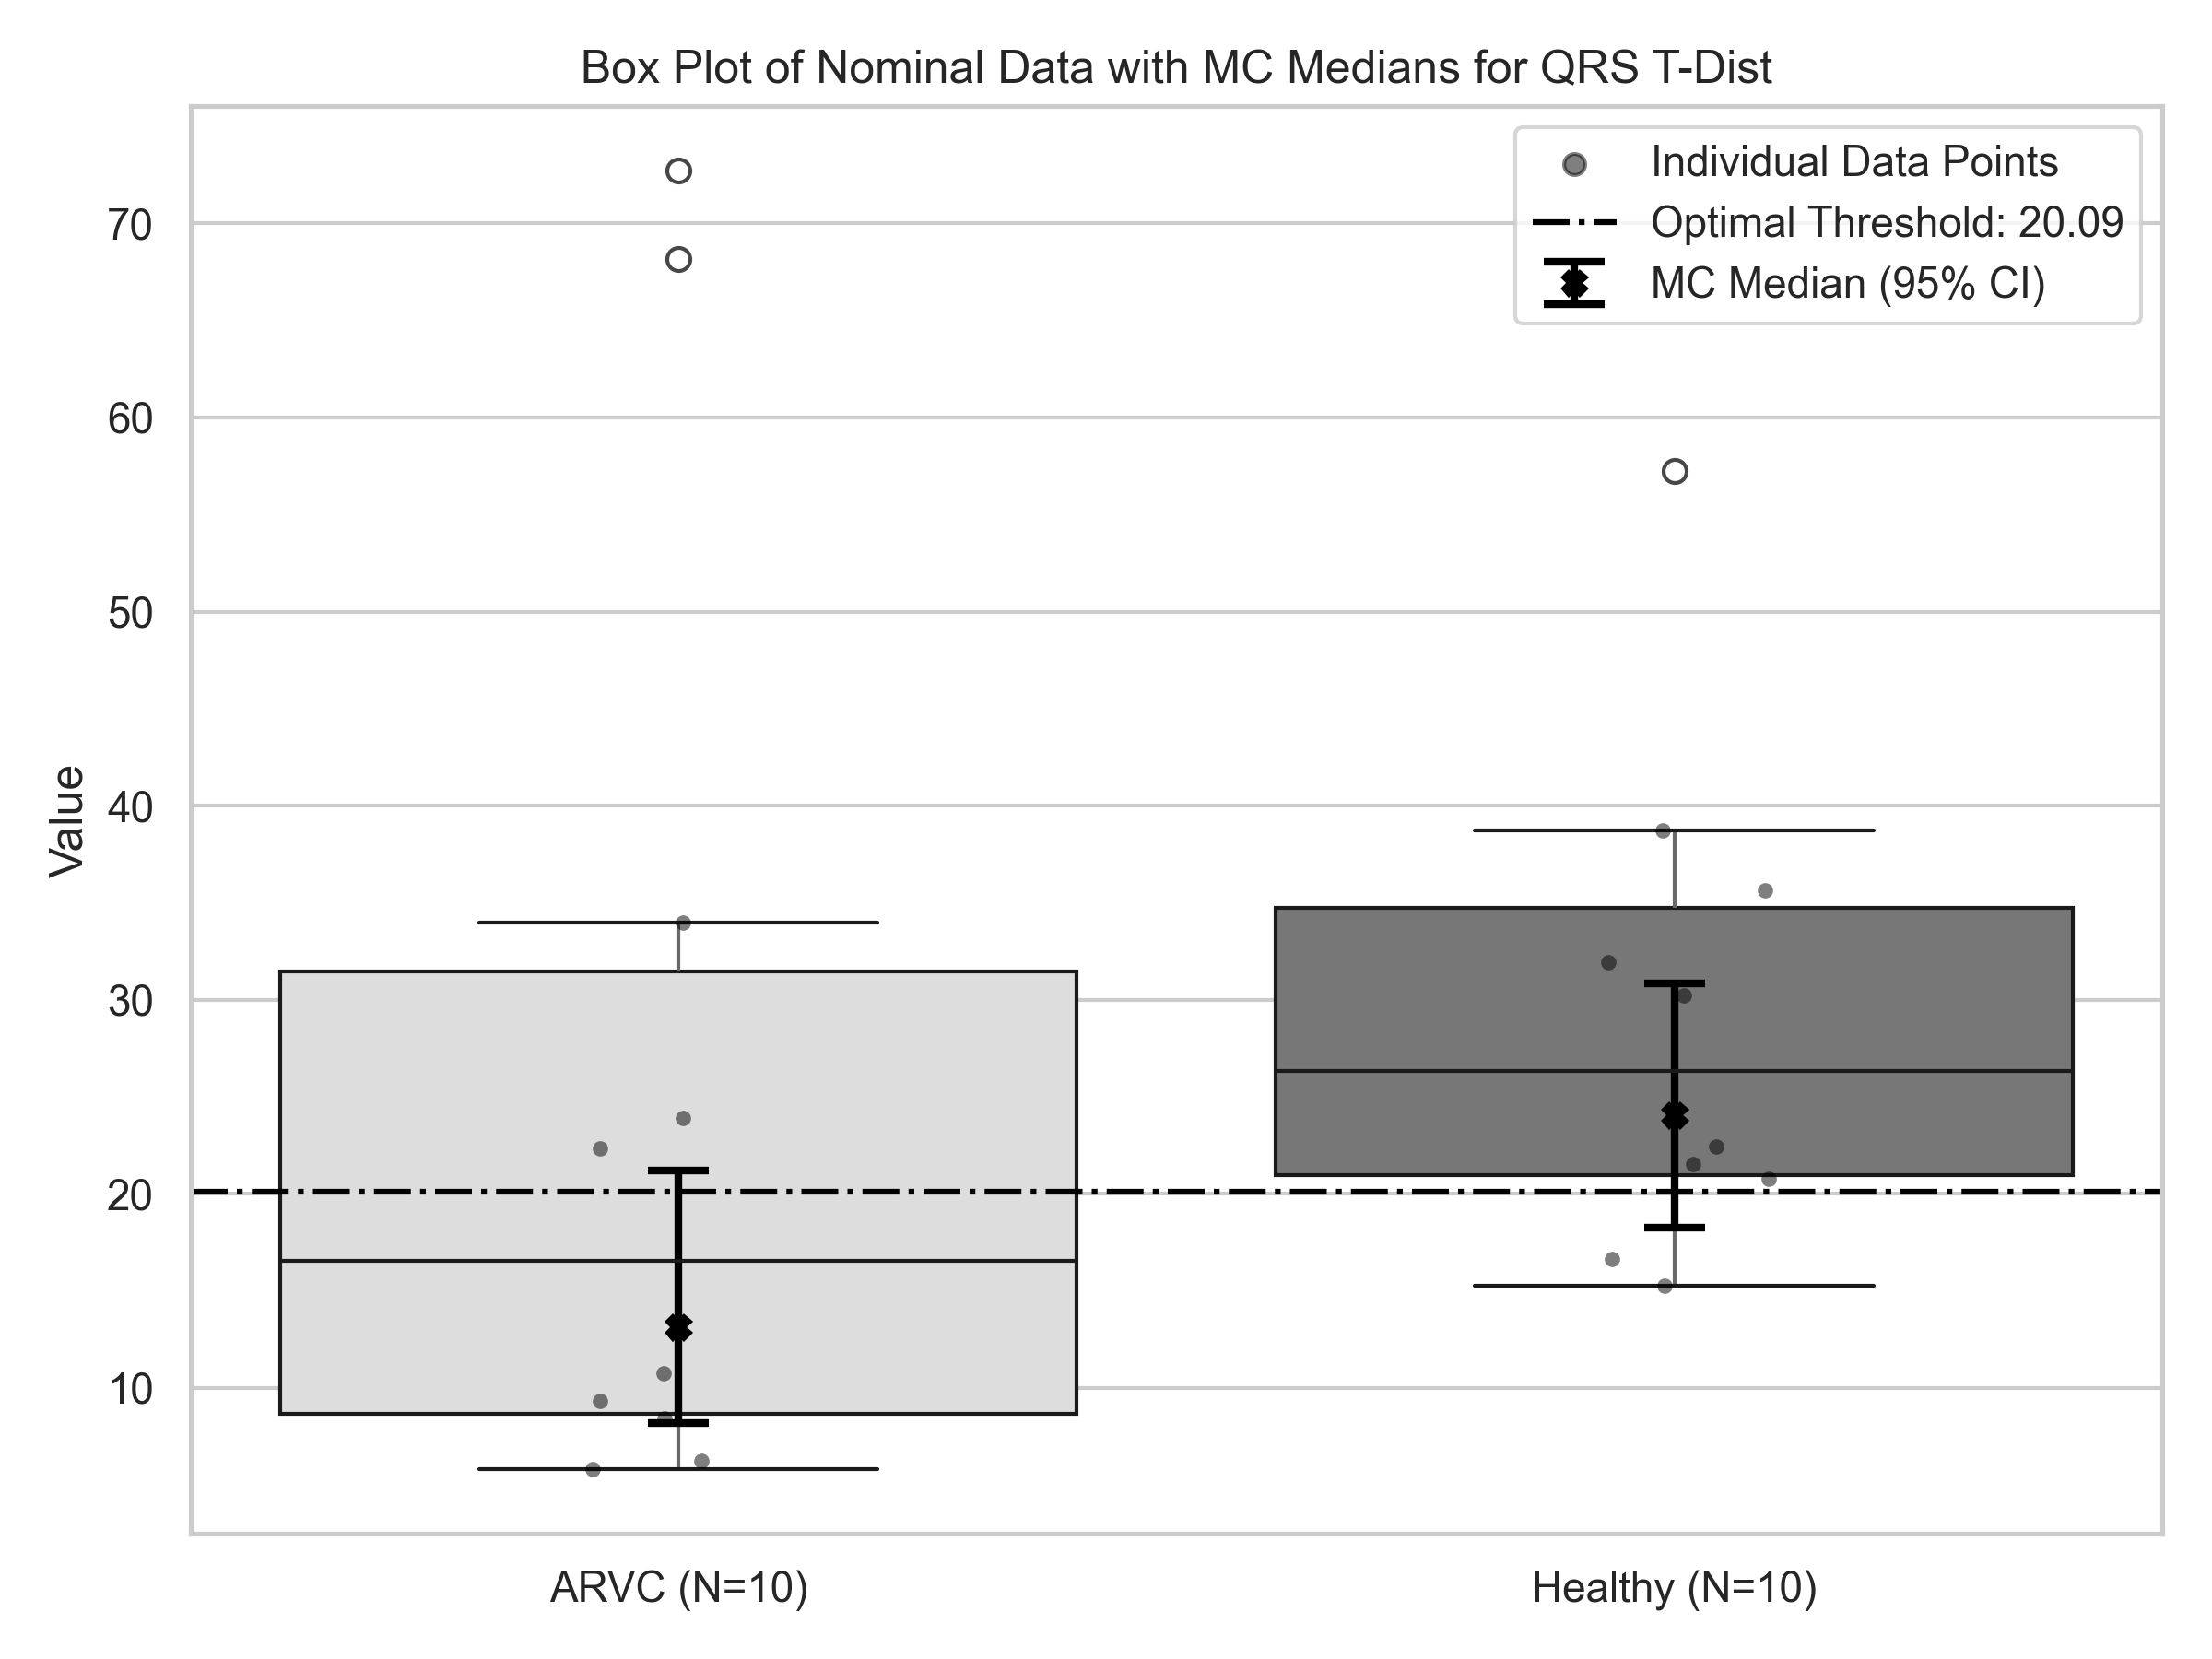 Box Plot of Nominal Data with MC Medians for QRS T-Dist
Individual Data Points
Optimal Threshold: 20.09
MC Median (95% CI)
70
60
50
40
30
20
10
Value
ARVC (N=10)
Healthy (N=10)